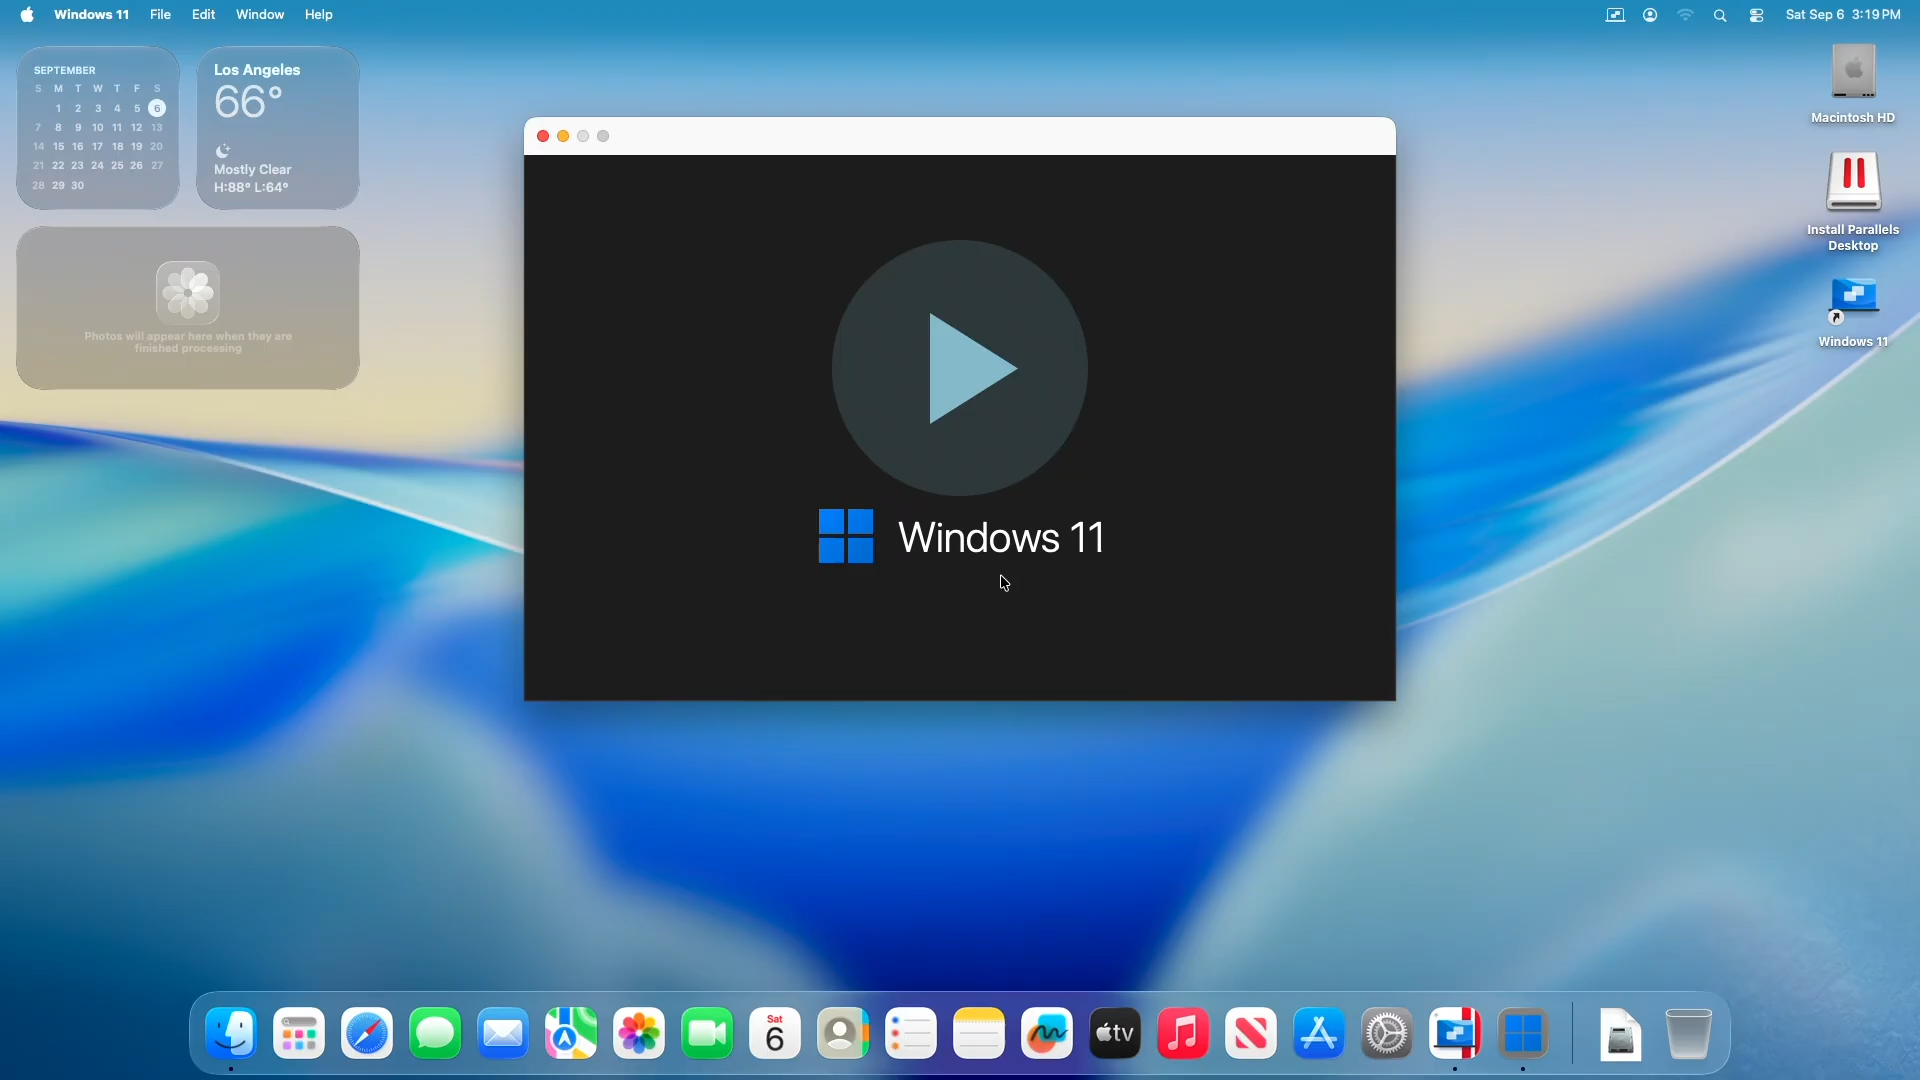 Windows 11 File Edit Window Help
Sat Sep 6 3:19 PM
SEPTEMBER
S M T W T F S
1 2 3 4 5 6
7 8 9 10 11 12 13
14 15 16 17 18 19 20
21 22 23 24 25 26 27
28 29 30
Los Angeles
66°
Mostly Clear
H:88° L:64°
Photos will appear here when they are
finished processing
Windows 11
Macintosh HD
Install Parallels
Desktop
Windows 11
Sat
6
tv